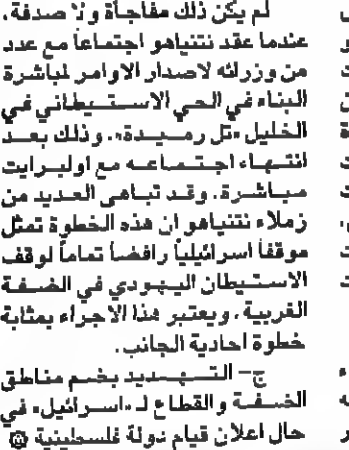 لم يكن ذلك مفاجأة ولا صدفة،
عندما عقد نتنياهو اجتماعاً مع عدد
من وزرائه لاصدار الاوامر لمباشرة
البناء في الحي الاستيطاني في
الخليل «تل رميدة». وذلك بعد
انتهاء اجتماعه مع اولبرايت
مباشرة. وقد تباهى العديد من
زملاء نتنياهو ان هذه الخطوة تمثل
موقفاً اسرائيلياً رافضاً تماماً لوقف
الاستيطان اليهودي في الضفة
الغربية، ويعتبر هذا الاجراء بمثابة
خطوة احادية الجانب.
ج- التهديد بضم مناطق
الضفة والقطاع لـ «اسرائيل» في
حال اعلان قيام دولة فلسطينية